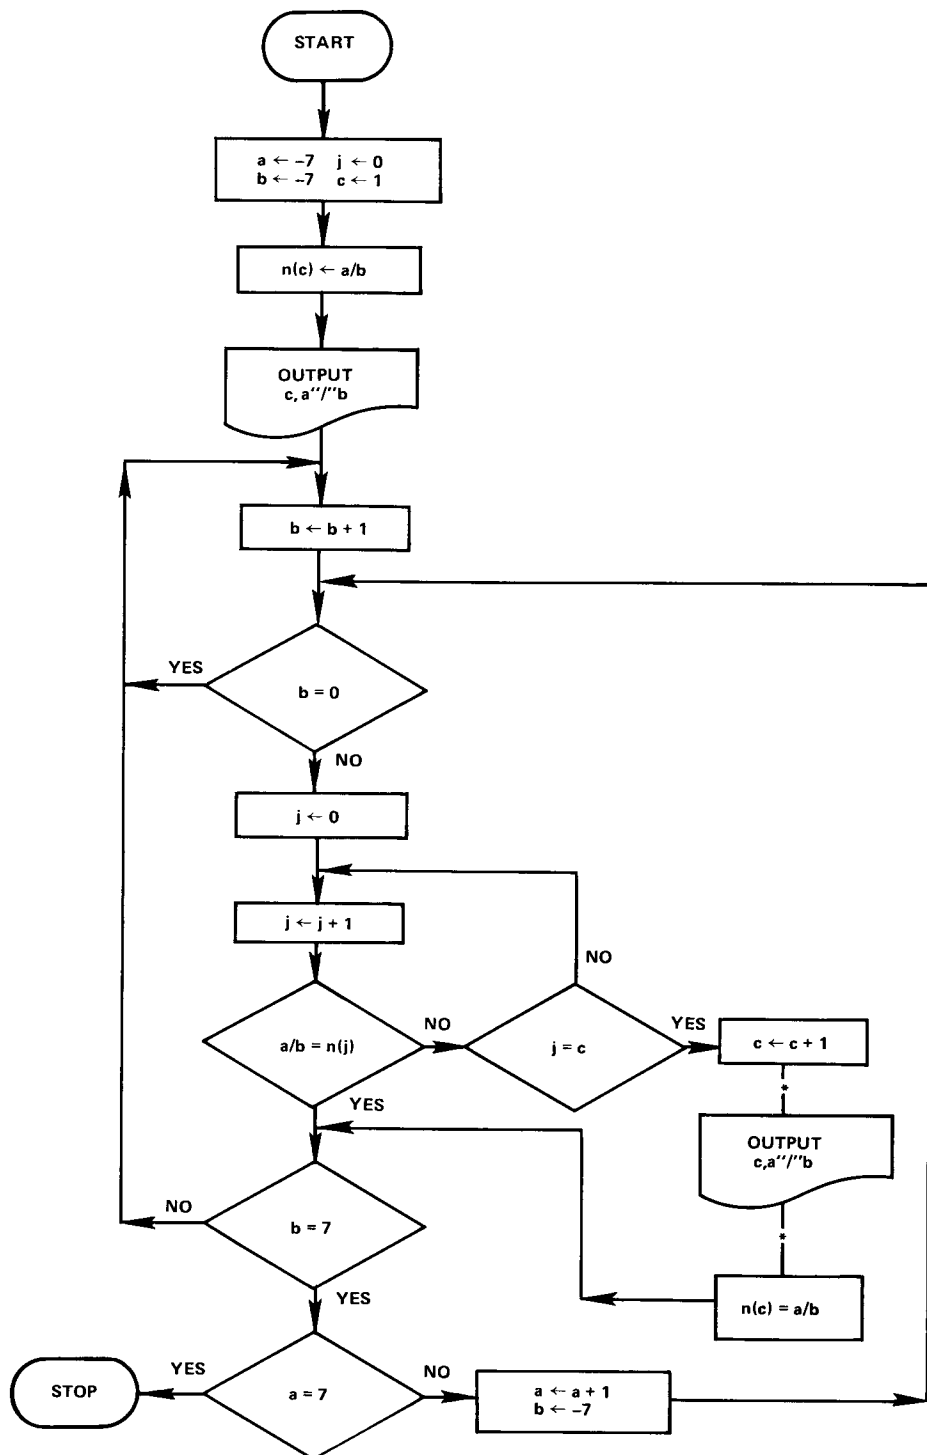 START
a ← −7 j ← 0
b ← −7 c ← 1
n(c) ← a/b
OUTPUT
c, a“/”b
b ← b + 1
YES
b = 0
NO
j ← 0
j ← j + 1
NO
a/b = n(j)
NO
j = c
YES
c ← c + 1
*
YES
OUTPUT
c,a“/”b
NO
b = 7
*
YES
n(c) = a/b
YES
STOP
a = 7
NO
a ← a + 1
b ← −7